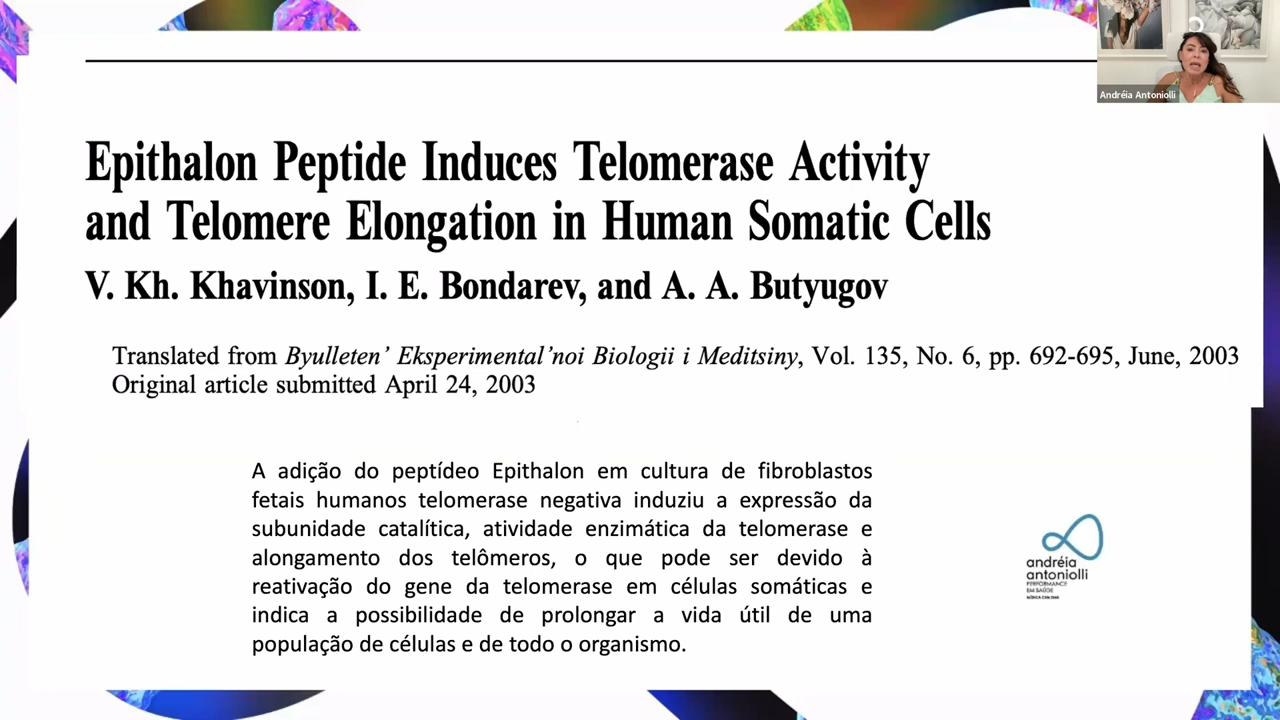 Andréia Antoniolli
Epithalon Peptide Induces Telomerase Activity
and Telomere Elongation in Human Somatic Cells
V. Kh. Khavinson, I. E. Bondarev, and A. A. Butyugov
Translated from Byulleten' Eksperimental'noi Biologii i Meditsiny, Vol. 135, No. 6, pp. 692-695, June, 2003
Original article submitted April 24, 2003
A adição do peptídeo Epithalon em cultura de fibroblastos
fetais humanos telomerase negativa induziu a expressão da
subunidade catalítica, atividade enzimática da telomerase e
alongamento dos telômeros, o que pode ser devido à
reativação do gene da telomerase em células somáticas e
indica a possibilidade de prolongar a vida útil de uma
população de células e de todo o organismo.
andréia
antoniolli
PERFORMANCE
EM SAÚDE